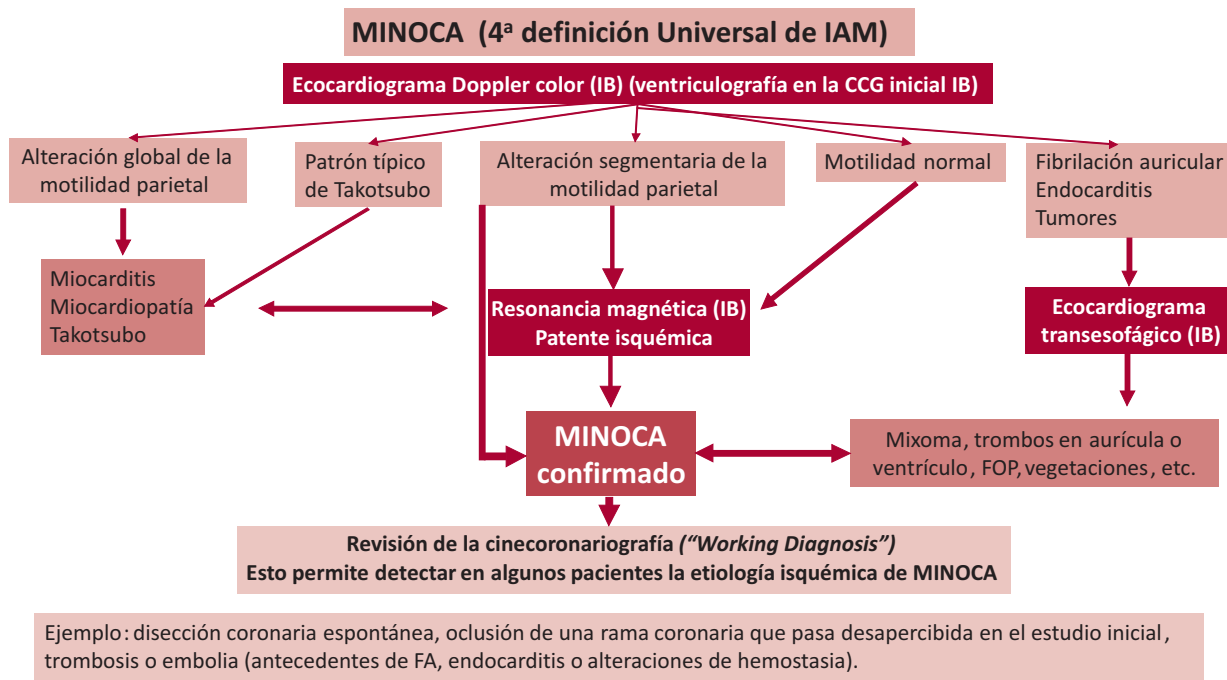 MINOCA (4ª definición Universal de IAM)
Ecocardiograma Doppler color (IB) (ventriculografía en la CCG inicial IB)
Alteración global de la
motilidad parietal
Patrón típico
de Takotsubo
Alteración segmentaria de la
motilidad parietal
Motilidad normal
Fibrilación auricular
Endocarditis
Tumores
Miocarditis
Miocardiopatía
Takotsubo
Resonancia magnética (IB)
Patente isquémica
Ecocardiograma
transesofágico (IB)
MINOCA
confirmado
Mixoma, trombos en aurícula o
ventrículo, FOP, vegetaciones, etc.
Revisión de la cinecoronariografía (“Working Diagnosis”)
Esto permite detectar en algunos pacientes la etiología isquémica de MINOCA
Ejemplo: disección coronaria espontánea, oclusión de una rama coronaria que pasa desapercibida en el estudio inicial,
trombosis o embolia (antecedentes de FA, endocarditis o alteraciones de hemostasia).